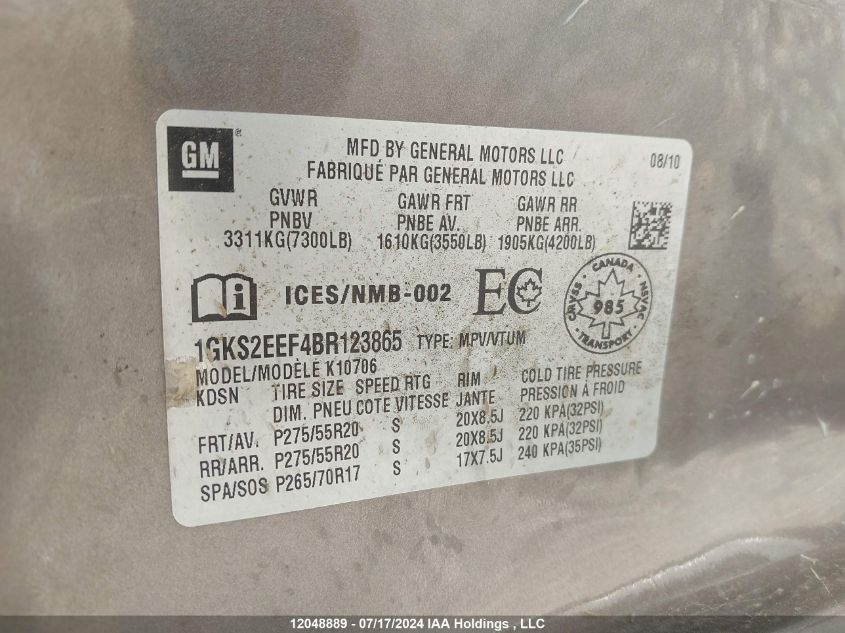 GM®
MFD BY GENERAL MOTORS LLC
FABRIQUÉ PAR GENERAL MOTORS LLC
08/10
GVWR GAWR FRT GAWR RR
PNBV PNBE AV. PNBE ARR.
3311KG(7300LB) 1610KG(3550LB) 1905KG(4200LB)
i ICES/NMB-002 EC
CANADA
CMVSS 985 NSVAC
TRANSPORT
1GKS2EEF4BR123865 TYPE: MPV/VTUM
MODEL/MODÈLE K10706
KDSN TIRE SIZE SPEED RTG RIM COLD TIRE PRESSURE
DIM. PNEU COTE VITESSE JANTE PRESSION À FROID
FRT/AV. P275/55R20 S 20X8.5J 220 KPA(32PSI)
RR/ARR. P275/55R20 S 20X8.5J 220 KPA(32PSI)
SPA/SOS P265/70R17 S 17X7.5J 240 KPA(35PSI)
12048889 - 07/17/2024 IAA Holdings , LLC